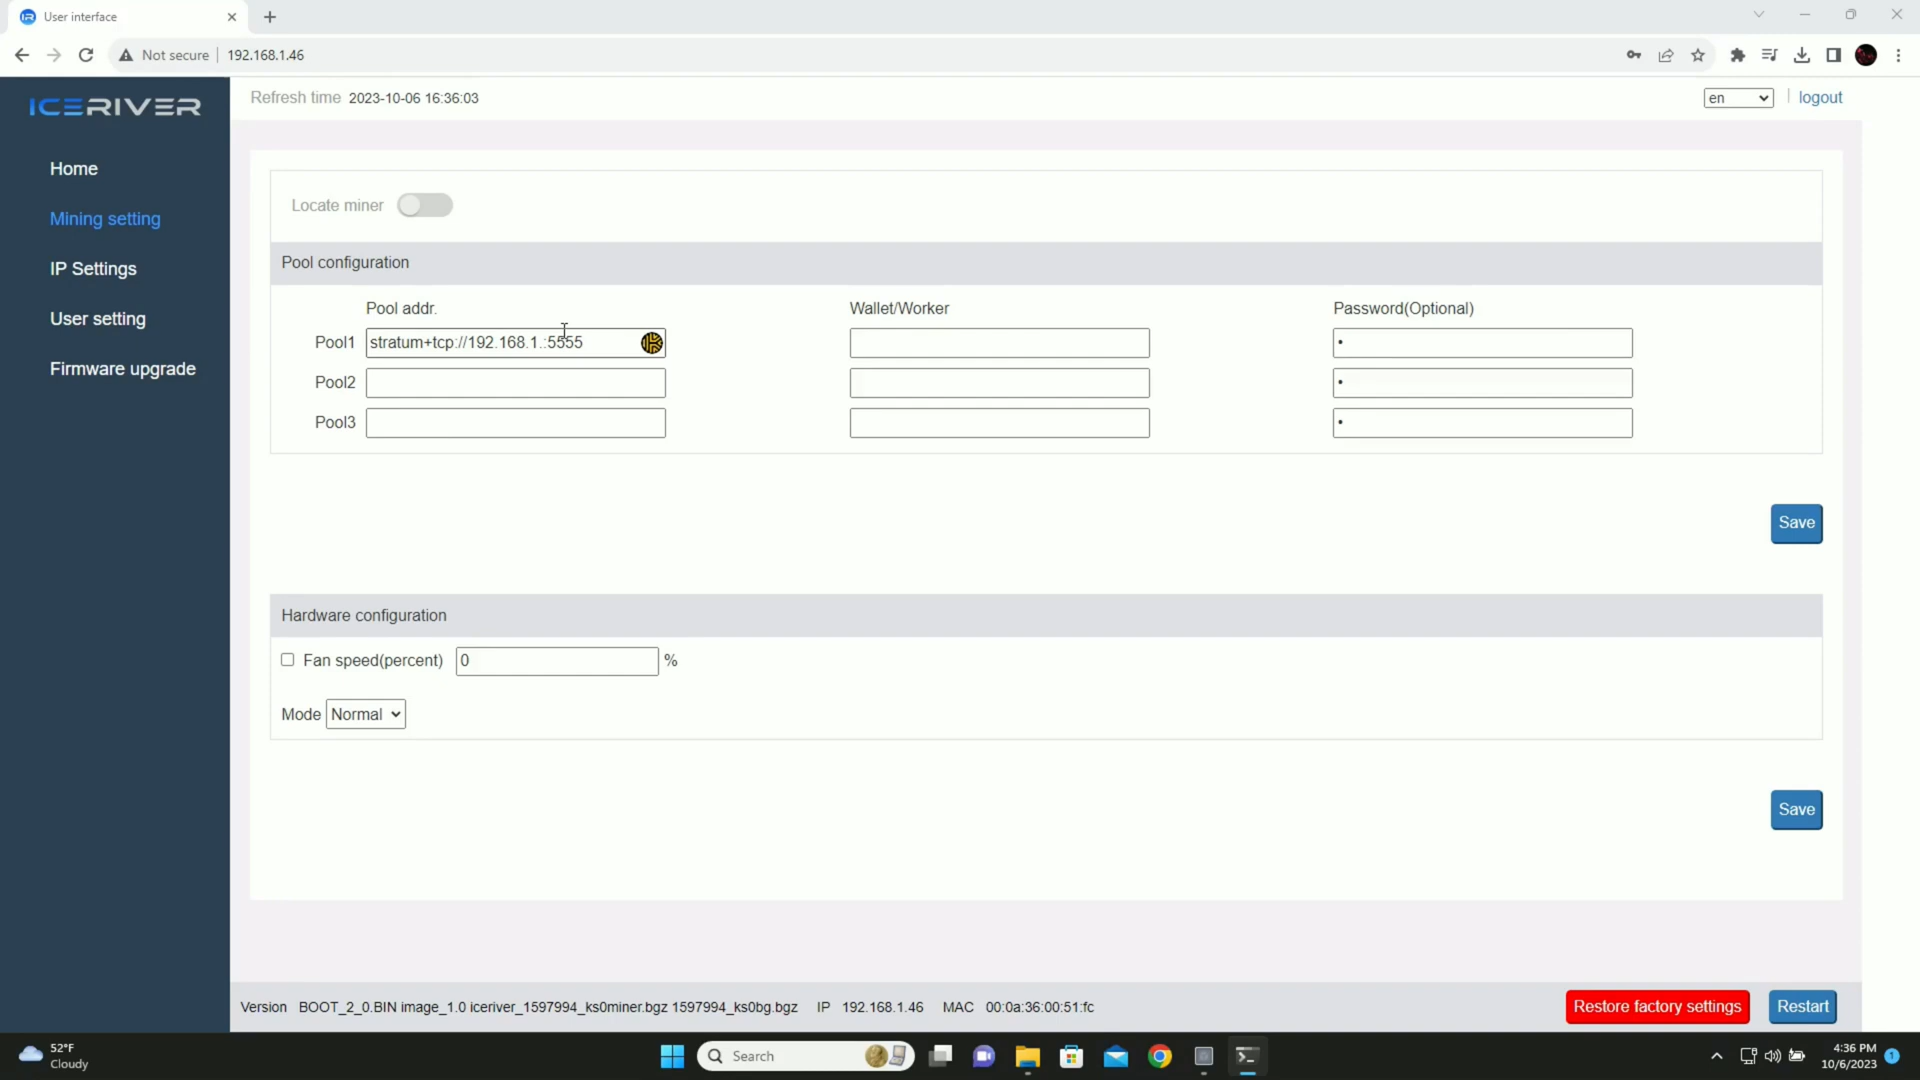 User interface
Not secure 192.168.1.46
ICERIVER
Refresh time 2023-10-06 16:36:03
en
logout
Home
Mining setting
IP Settings
User setting
Firmware upgrade
Locate miner
Pool configuration
Pool addr. Wallet/Worker Password(Optional)
Pool1 stratum+tcp://192.168.1.:5555
Pool2
Pool3
Save
Hardware configuration
Fan speed(percent) 0 %
Mode Normal
Save
Version BOOT_2_0.BIN image_1.0 iceriver_1597994_ks0miner.bgz 1597994_ks0bg.bgz IP 192.168.1.46 MAC 00:0a:36:00:51:fc
Restore factory settings
Restart
52°F
Cloudy
Search
4:36 PM
10/6/2023
1